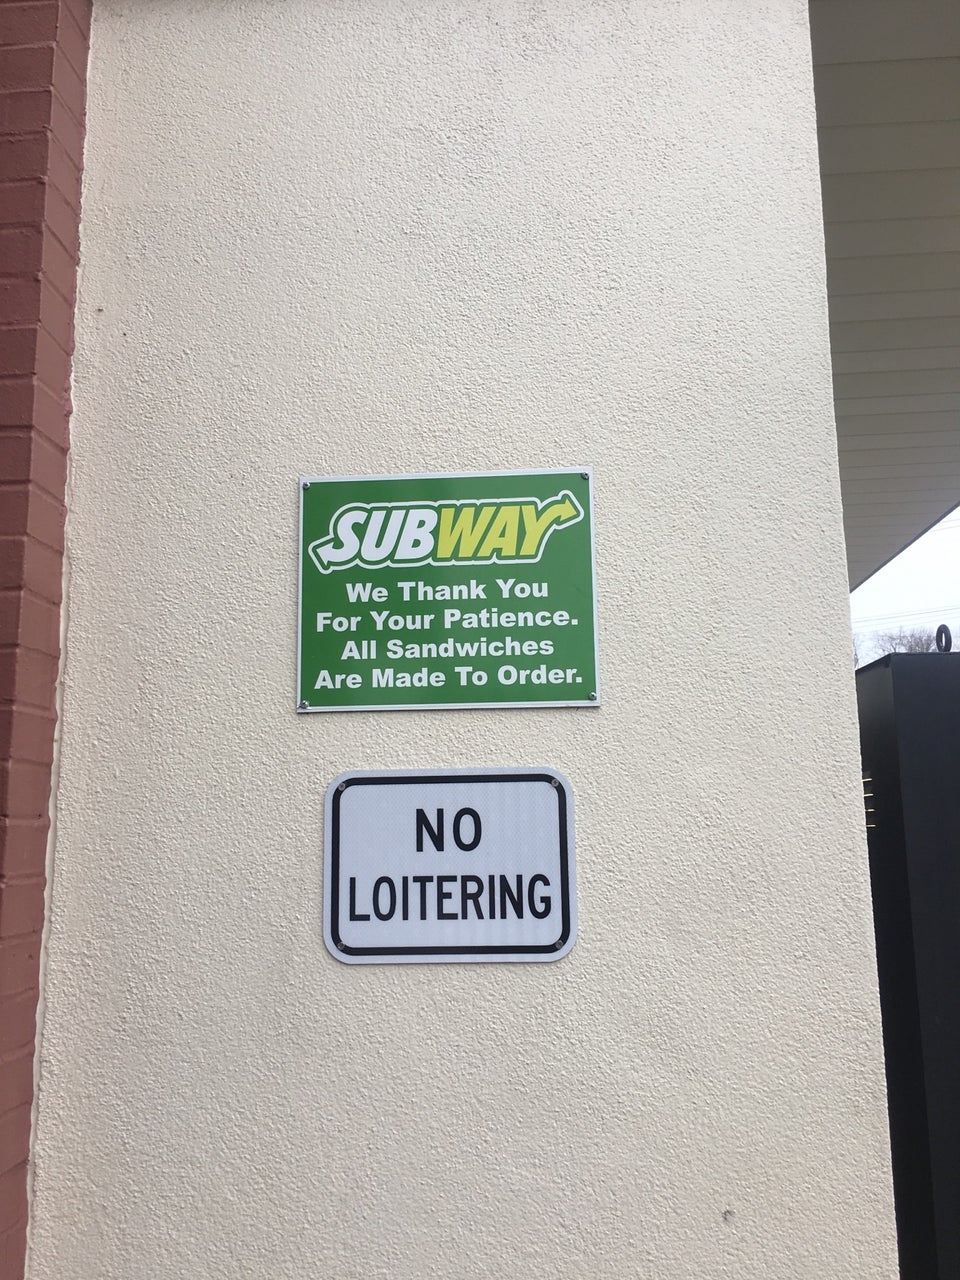 SUBWAY
We Thank You
For Your Patience.
All Sandwiches
Are Made To Order.
NO
LOITERING